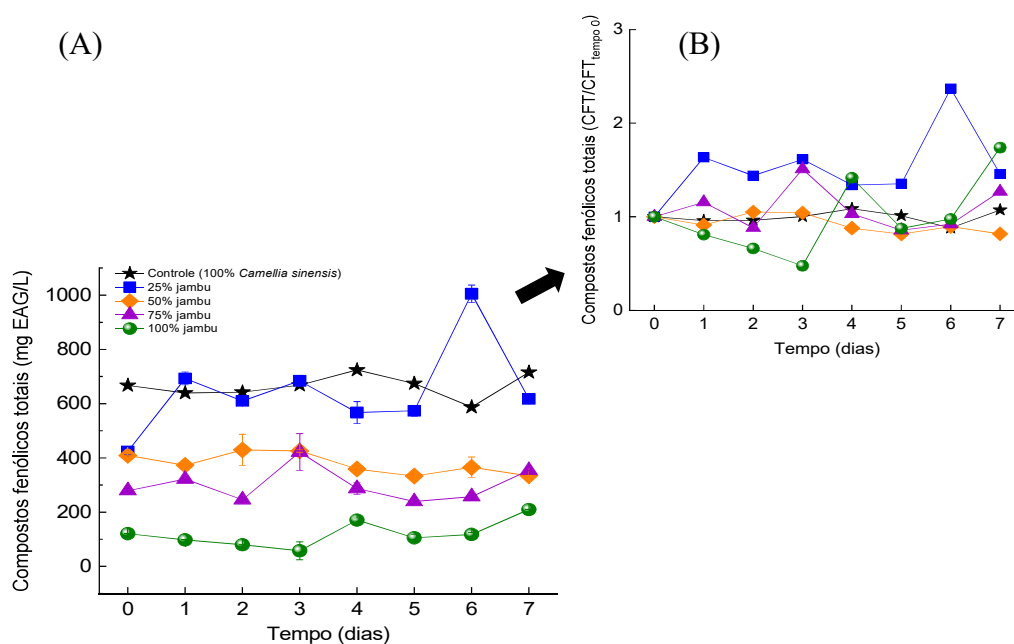 (A)
Compostos fenólicos totais (mg EAG/L)
1000
800
600
400
200
0
Controle (100% Camellia sinensis)
25% jambu
50% jambu
75% jambu
100% jambu
0 1 2 3 4 5 6 7
Tempo (dias)
(B)
Compostos fenólicos totais (CFT/CFTtempo 0)
3
2
1
0
0 1 2 3 4 5 6 7
Tempo (dias)